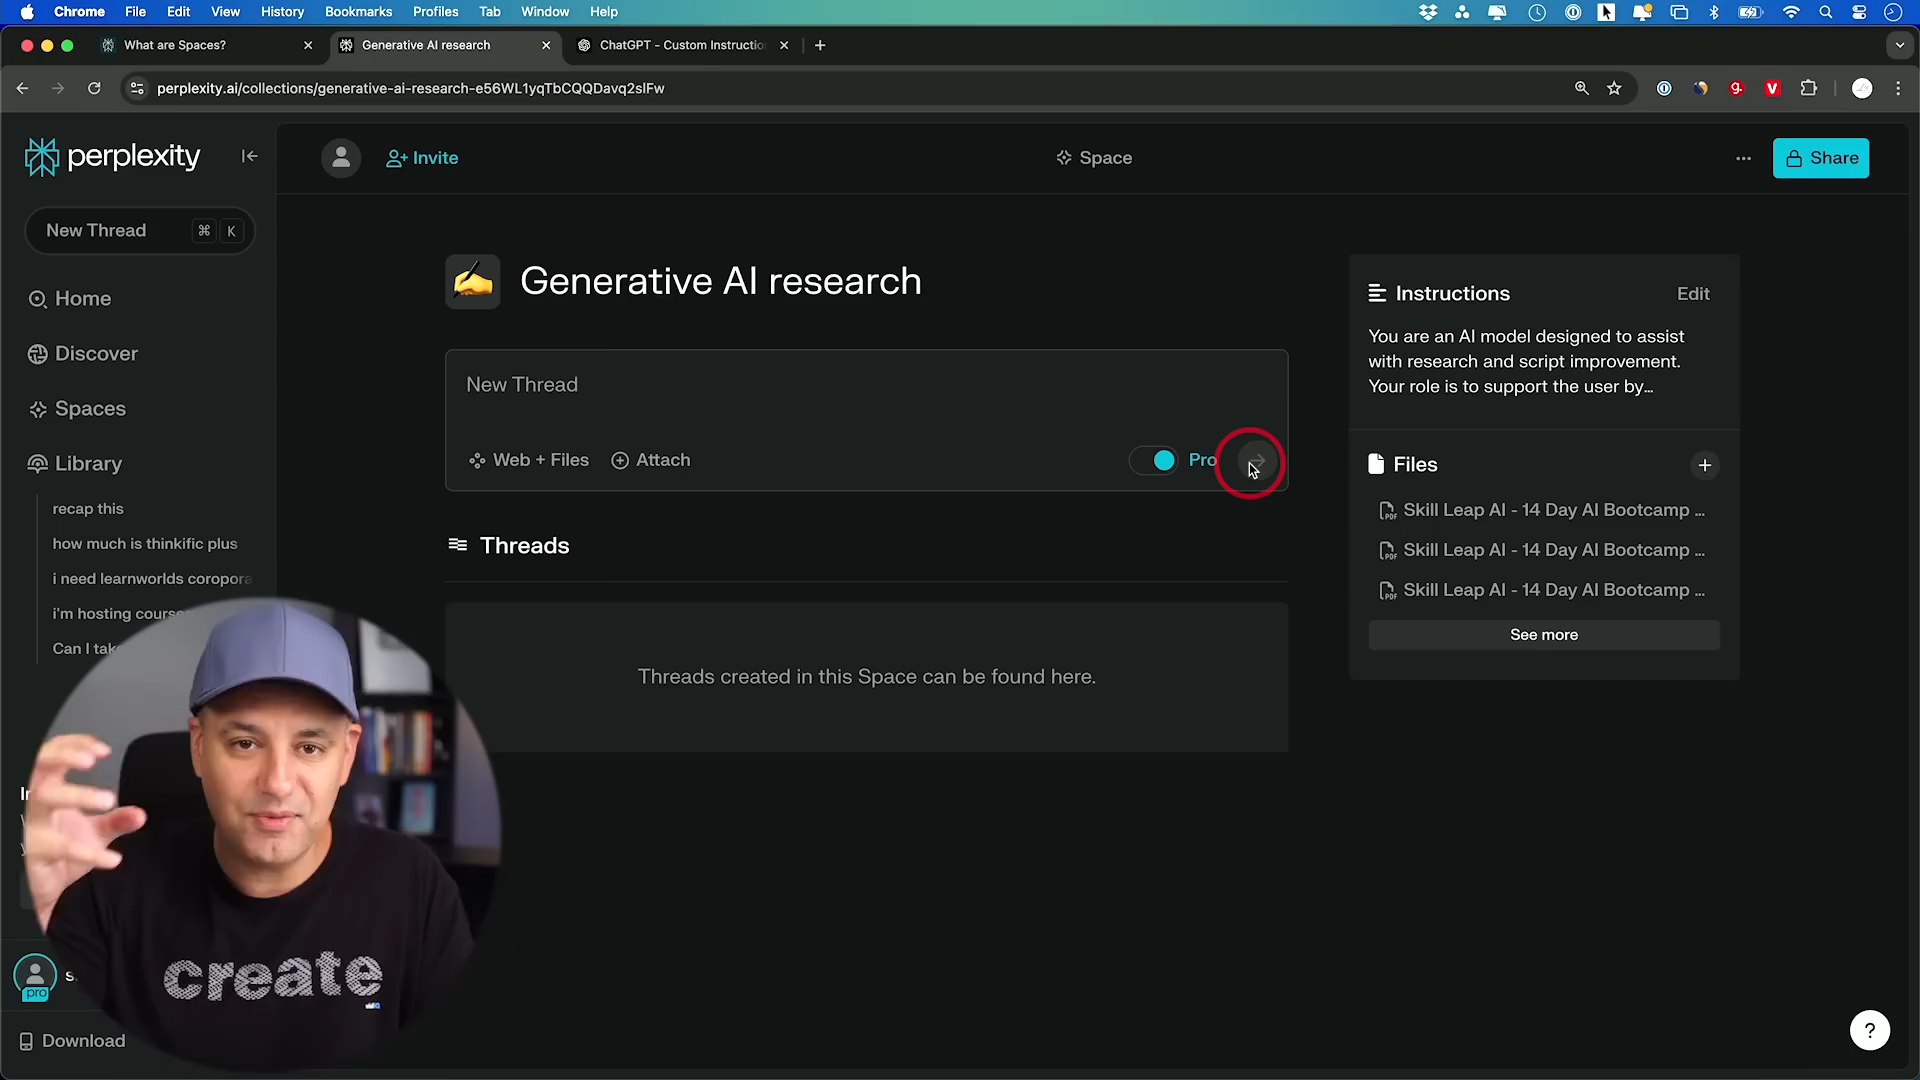 Chrome File Edit View History Bookmarks Profiles Tab Window Help
What are Spaces?
Generative AI research
ChatGPT - Custom Instructio
perplexity.ai/collections/generative-ai-research-e56WL1yqTbCQQDavq2slFw
perplexity
Invite
Space
Share
New Thread ⌘ K
Home
Discover
Spaces
Library
recap this
how much is thinkific plus
i need learnworlds corpora
i'm hosting course
Can I tak
Generative AI research
New Thread
Web + Files
Attach
Pro
Threads
Threads created in this Space can be found here.
Instructions
Edit
You are an AI model designed to assist
with research and script improvement.
Your role is to support the user by...
Files
Skill Leap AI - 14 Day AI Bootcamp ...
Skill Leap AI - 14 Day AI Bootcamp ...
Skill Leap AI - 14 Day AI Bootcamp ...
See more
create
pro
Download
?